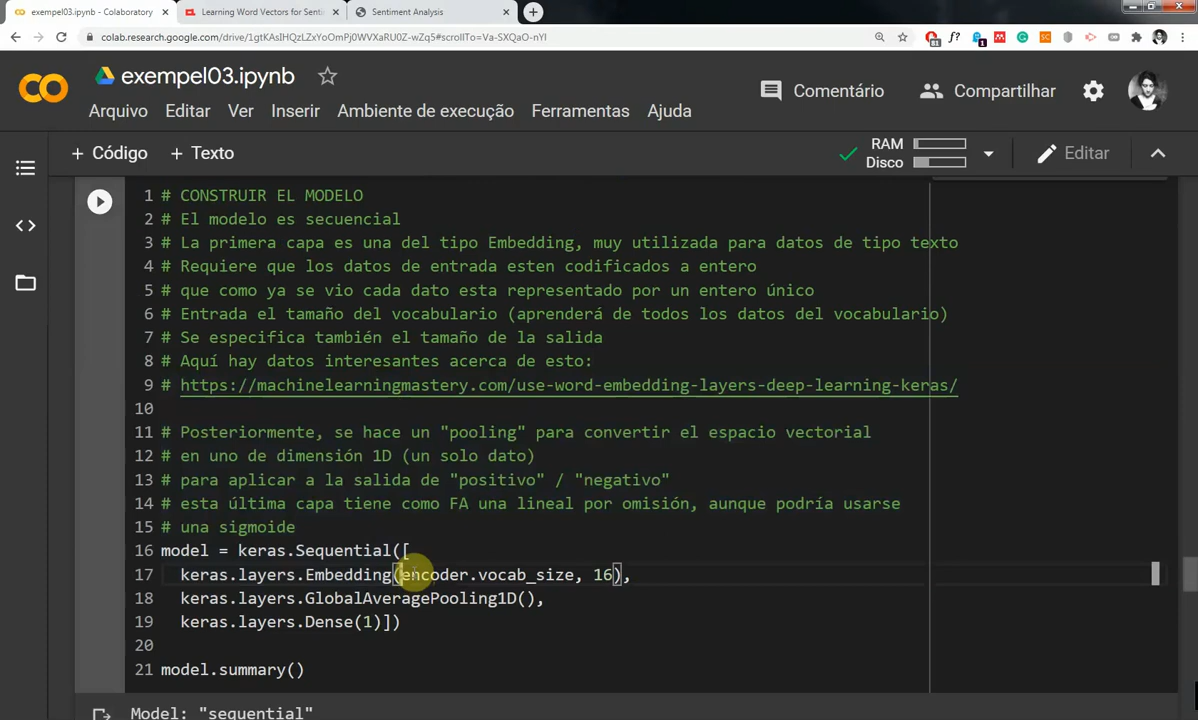 exempel03.ipynb - Colaboratory
Learning Word Vectors for Senti
Sentiment Analysis
colab.research.google.com/drive/1gtKAsIHQzLZxYoOmPj0WVXaRU0Z-wZq5#scrollTo=Va-SXQaO-nYI
exempel03.ipynb
Arquivo Editar Ver Inserir Ambiente de execução Ferramentas Ajuda
Comentário
Compartilhar
+ Código + Texto
RAM
Disco
Editar
1 # CONSTRUIR EL MODELO
2 # El modelo es secuencial
3 # La primera capa es una del tipo Embedding, muy utilizada para datos de tipo texto
4 # Requiere que los datos de entrada esten codificados a entero
5 # que como ya se vio cada dato esta representado por un entero único
6 # Entrada el tamaño del vocabulario (aprenderá de todos los datos del vocabulario)
7 # Se especifica también el tamaño de la salida
8 # Aquí hay datos interesantes acerca de esto:
9 # https://machinelearningmastery.com/use-word-embedding-layers-deep-learning-keras/
10
11 # Posteriormente, se hace un "pooling" para convertir el espacio vectorial
12 # en uno de dimensión 1D (un solo dato)
13 # para aplicar a la salida de "positivo" / "negativo"
14 # esta última capa tiene como FA una lineal por omisión, aunque podría usarse
15 # una sigmoide
16 model = keras.Sequential([
17 keras.layers.Embedding(encoder.vocab_size, 16),
18 keras.layers.GlobalAveragePooling1D(),
19 keras.layers.Dense(1)])
20
21 model.summary()
Model: "sequential"